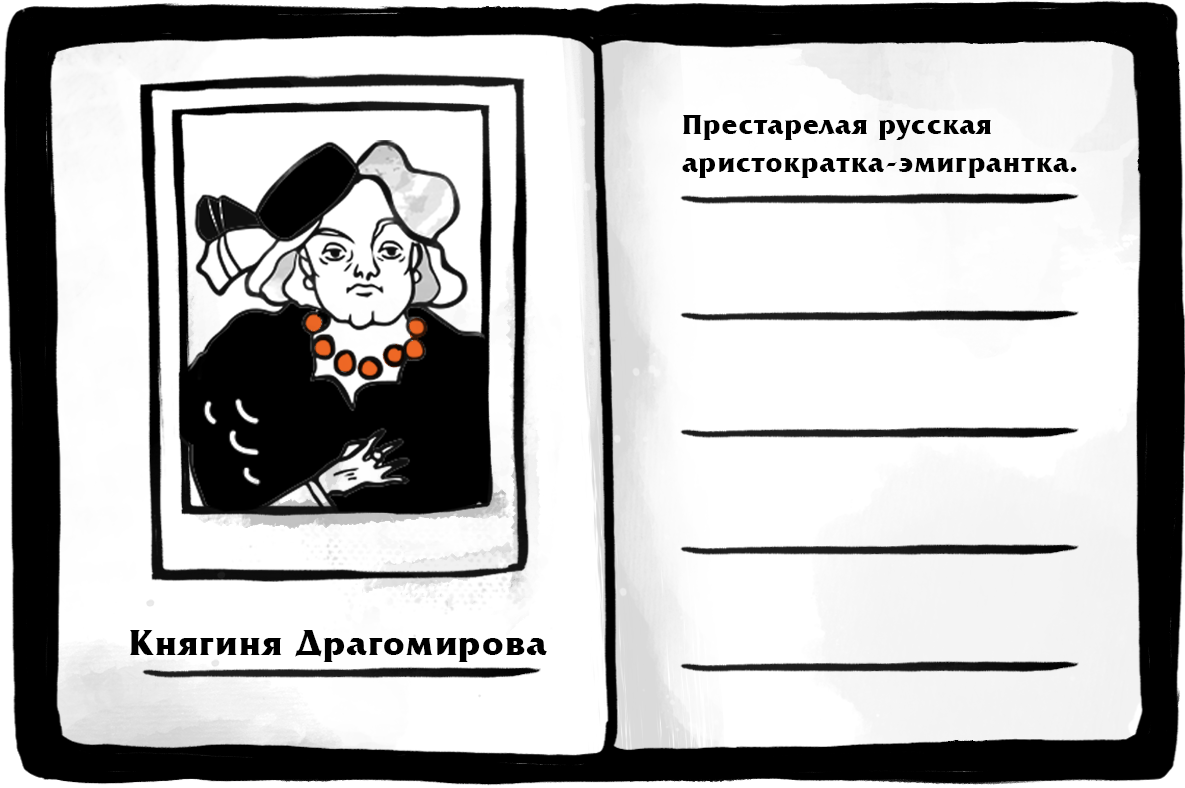 Престарелая русская
аристократка-эмигрантка.
Княгиня Драгомирова